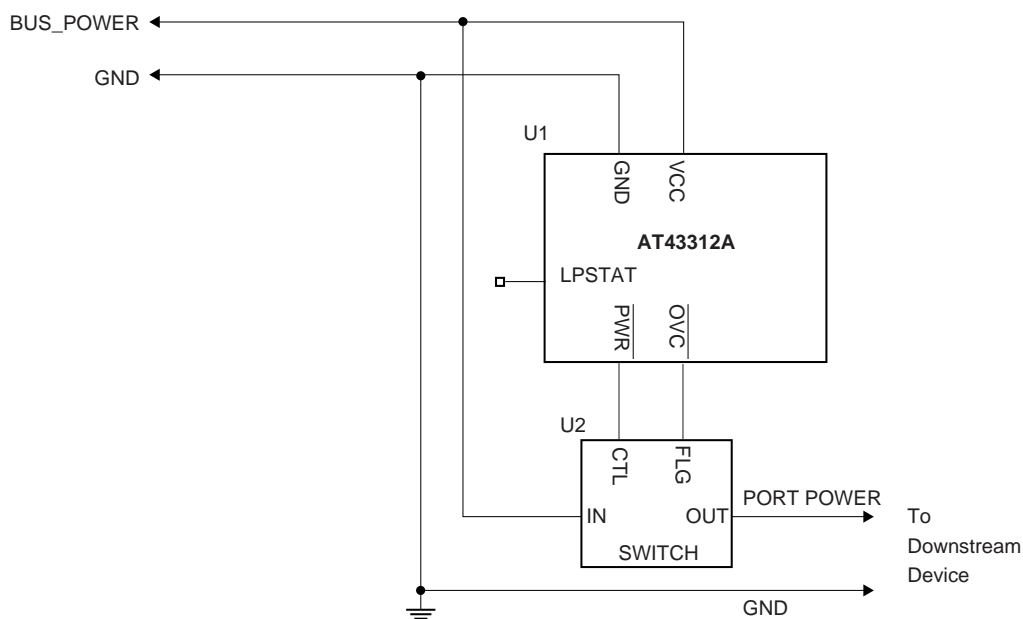 BUS_POWER
GND
U1
GND
VCC
AT43312A
LPSTAT
PWR
OVC
U2
CTL
FLG
IN
OUT
SWITCH
PORT POWER
To
Downstream
Device
GND